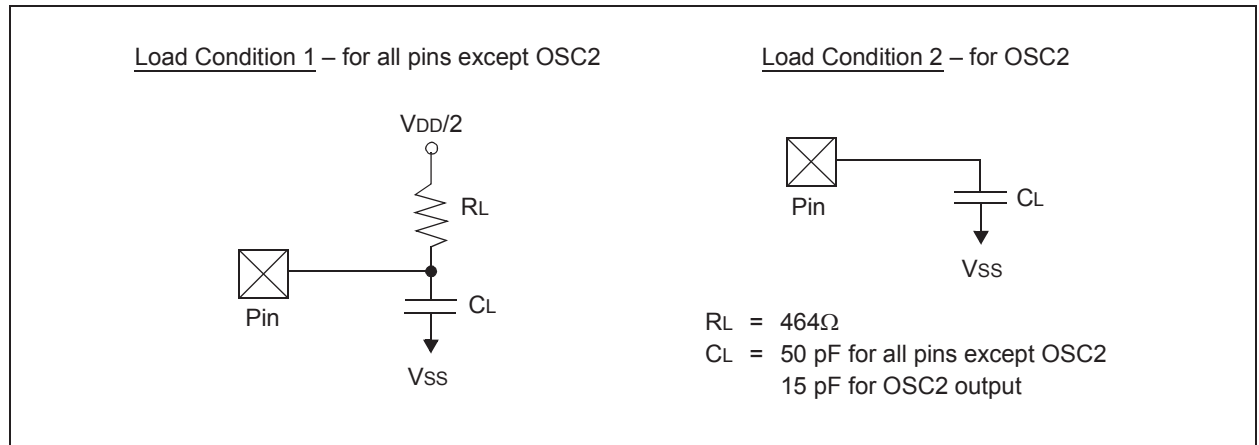 Load Condition 1 – for all pins except OSC2
VDD/2
RL
Pin
CL
VSS
Load Condition 2 – for OSC2
Pin
CL
VSS
RL = 464Ω
CL = 50 pF for all pins except OSC2
15 pF for OSC2 output